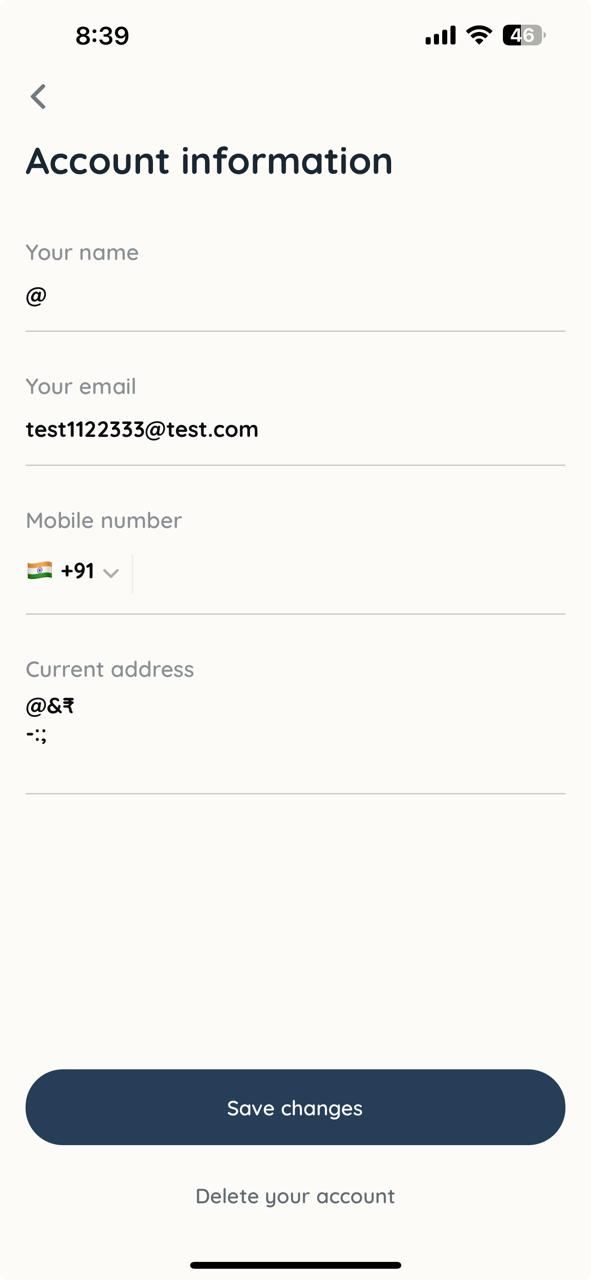 8:39
46
Account information
Your name
@
Your email
test1122333@test.com
Mobile number
🇮🇳 +91
Current address
@&₹
-:;
Save changes
Delete your account